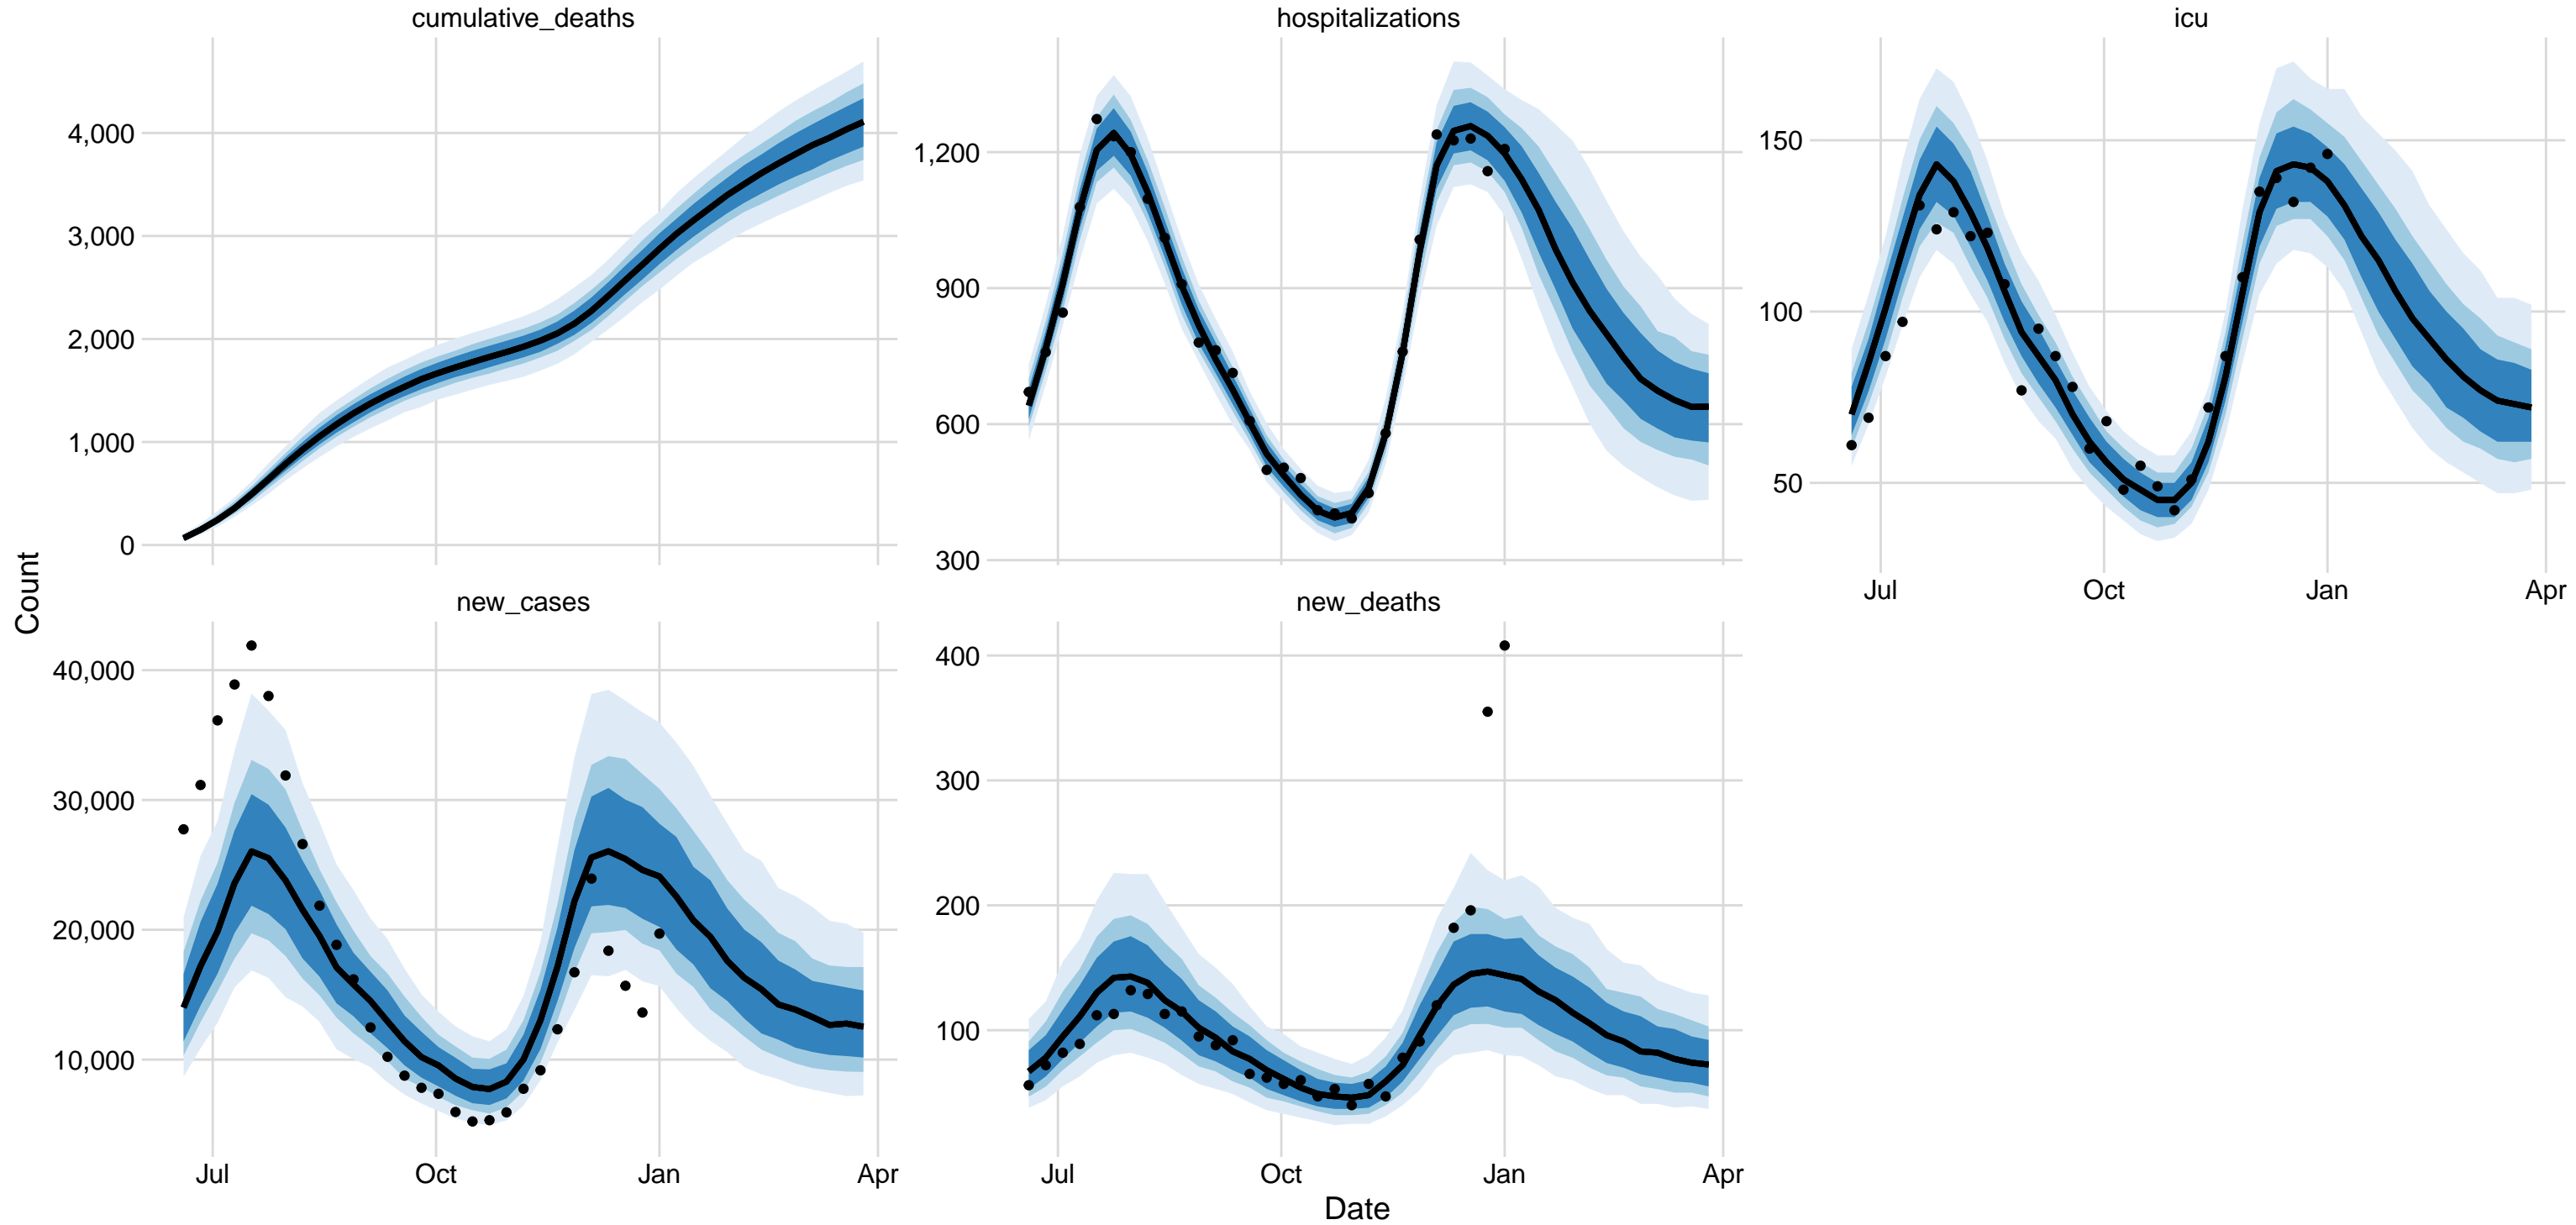 cumulative_deaths
hospitalizations
icu
4,000
3,000
2,000
1,000
0
1,200
900
600
300
150
100
50
Jul Oct Jan Apr
Count
new_cases
new_deaths
40,000
30,000
20,000
10,000
400
300
200
100
Jul Oct Jan Apr
Jul Oct Jan Apr
Date